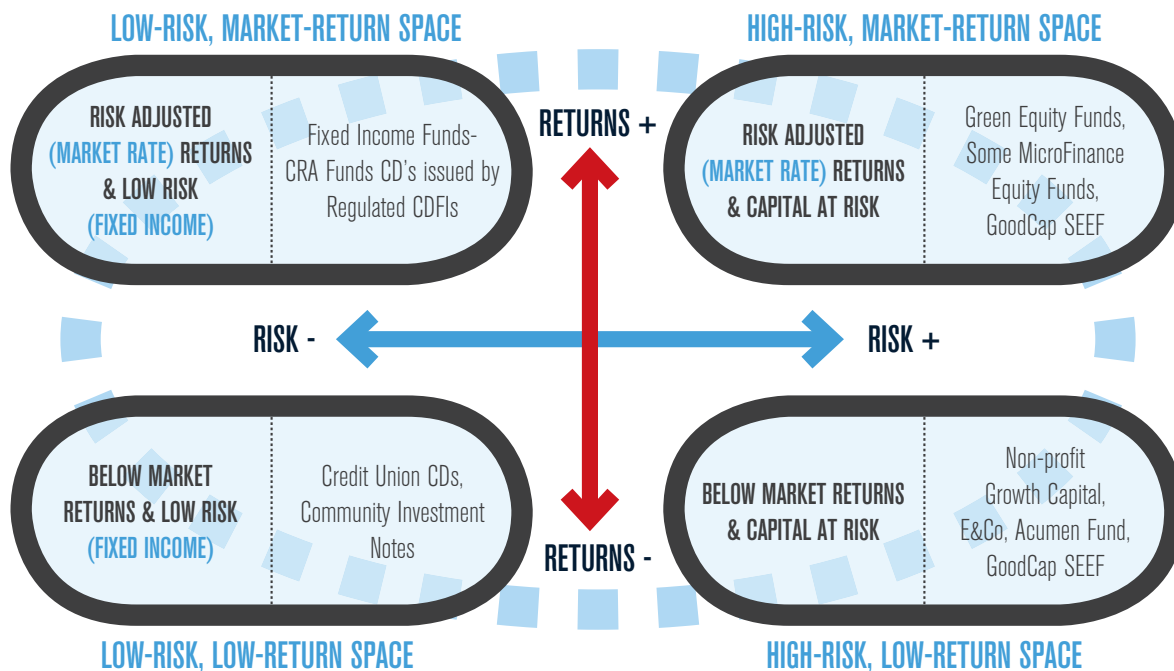 LOW-RISK, MARKET-RETURN SPACE
HIGH-RISK, MARKET-RETURN SPACE
RISK ADJUSTED
(MARKET RATE) RETURNS
& LOW RISK
(FIXED INCOME)
Fixed Income Funds-
CRA Funds CD's issued by
Regulated CDFIs
RETURNS +
RISK ADJUSTED
(MARKET RATE) RETURNS
& CAPITAL AT RISK
Green Equity Funds,
Some MicroFinance
Equity Funds,
GoodCap SEEF
RISK -
RISK +
BELOW MARKET
RETURNS & LOW RISK
(FIXED INCOME)
Credit Union CDs,
Community Investment
Notes
RETURNS -
BELOW MARKET RETURNS
& CAPITAL AT RISK
Non-profit
Growth Capital,
E&Co, Acumen Fund,
GoodCap SEEF
LOW-RISK, LOW-RETURN SPACE
HIGH-RISK, LOW-RETURN SPACE